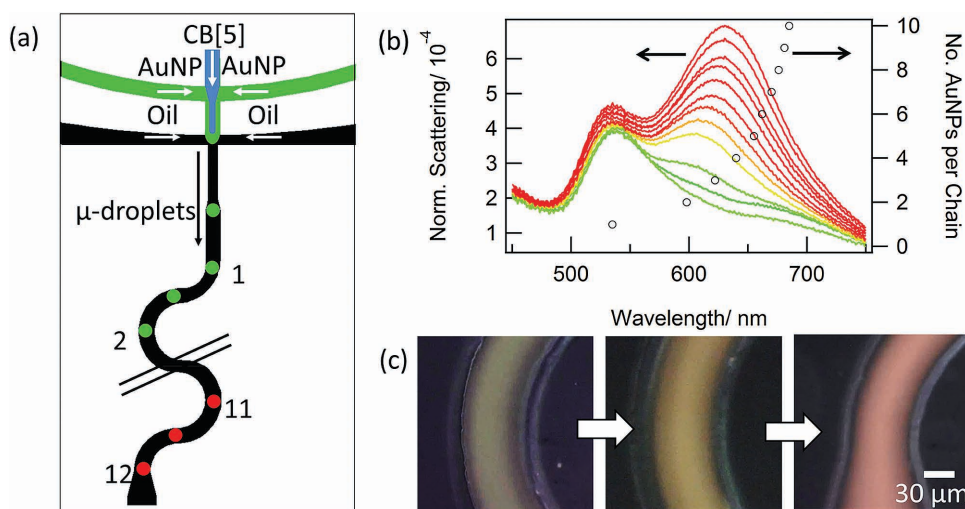 (a)
CB[5]
AuNP AuNP
Oil Oil
μ-droplets
1
2
11
12
(b)
Norm. Scattering/ 10⁻⁴
6
5
4
3
2
1
500 600 700
Wavelength/ nm
10
8
6
4
2
0
No. AuNPs per Chain
(c)
30 μm